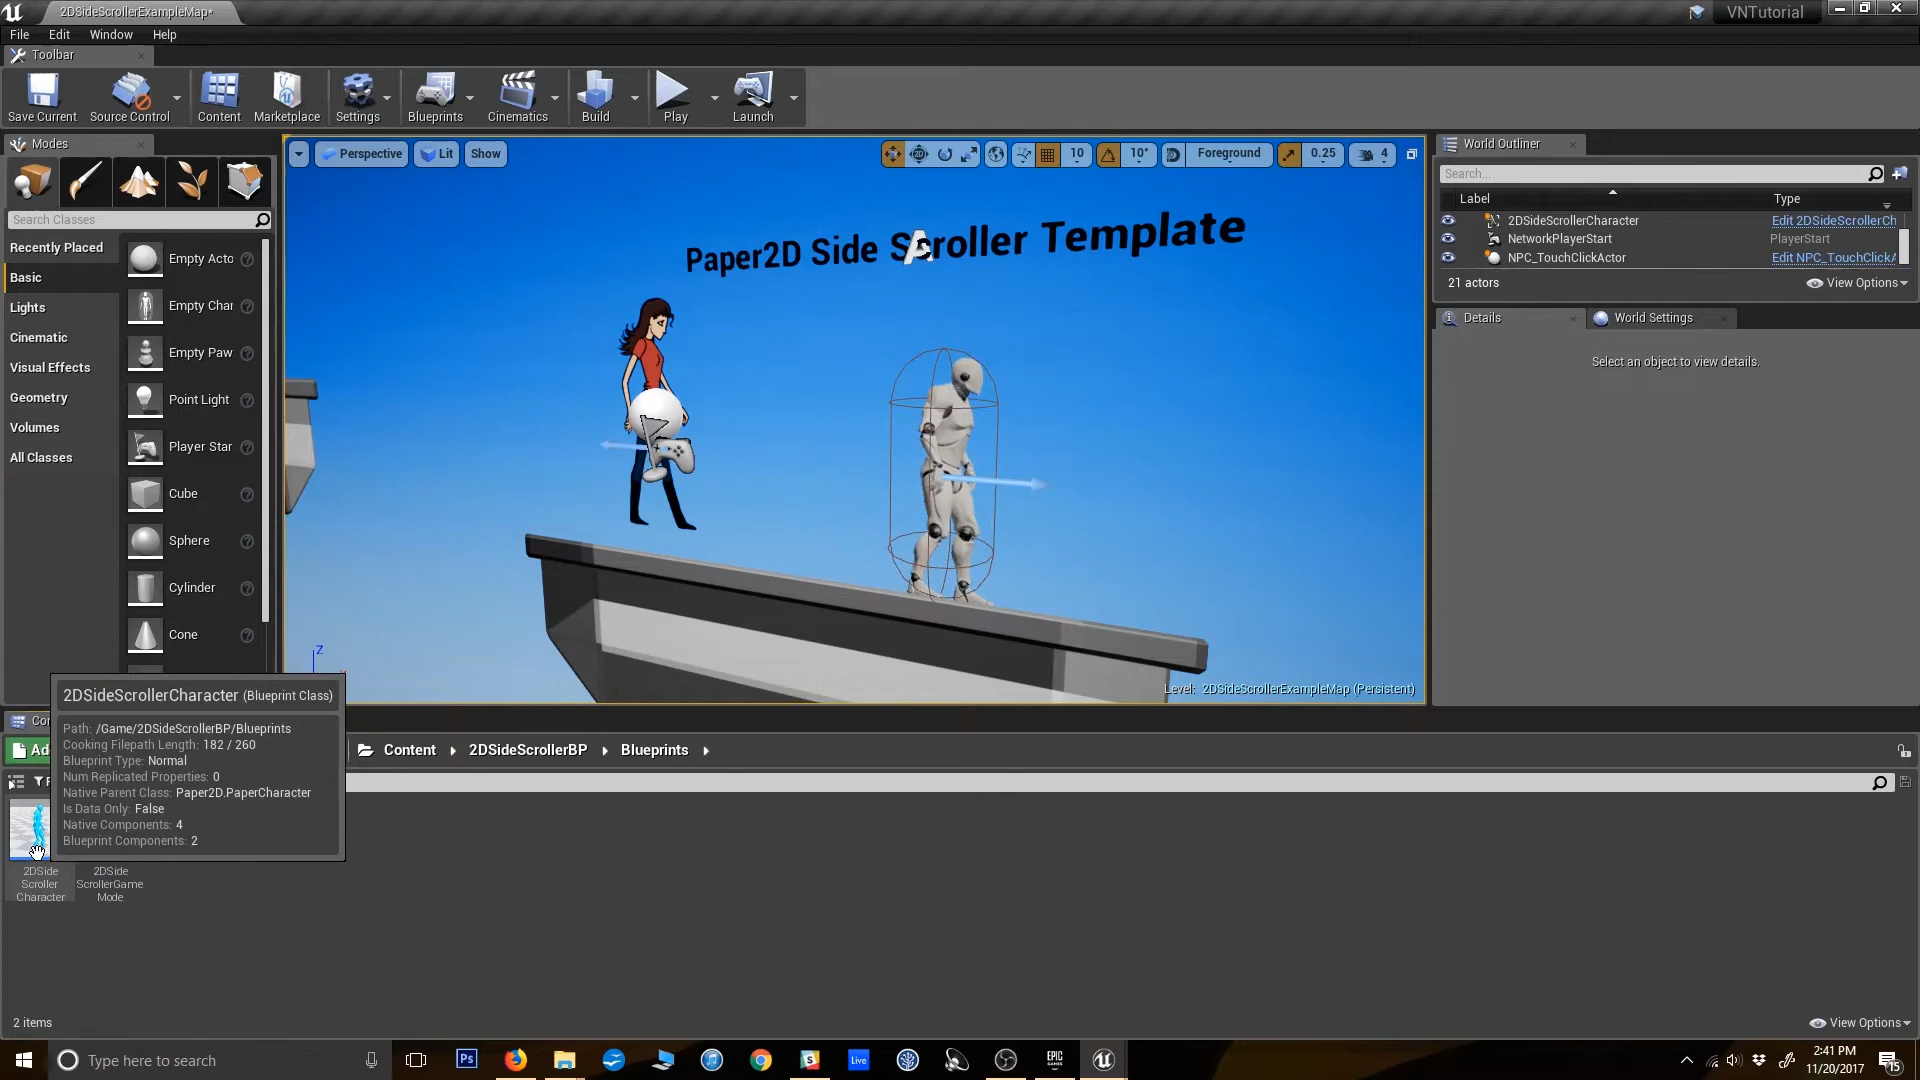 2DSideScrollerExampleMap*
VNTutorial
File Edit Window Help
Toolbar
Save Current Source Control Content Marketplace Settings Blueprints Cinematics Build Play Launch
Modes
Perspective Lit Show
10 10° Foreground 0.25 4
World Outliner
Search...
Label Type
Search Classes
2DSideScrollerCharacter Edit 2DSideScrollerCh
NetworkPlayerStart PlayerStart
NPC_TouchClickActor Edit NPC_TouchClickA
21 actors View Options
Recently Placed
Basic
Lights
Cinematic
Visual Effects
Geometry
Volumes
All Classes
Empty Acto
Empty Char
Empty Paw
Point Light
Player Star
Cube
Sphere
Cylinder
Cone
Paper2D Side Scroller Template
A
Details World Settings
Select an object to view details.
Z
Level: 2DSideScrollerExampleMap (Persistent)
2DSideScrollerCharacter (Blueprint Class)
Path: /Game/2DSideScrollerBP/Blueprints
Cooking Filepath Length: 182 / 260
Blueprint Type: Normal
Num Replicated Properties: 0
Native Parent Class: Paper2D.PaperCharacter
Is Data Only: False
Native Components: 4
Blueprint Components: 2
Con
Ad
Content 2DSideScrollerBP Blueprints
F
2DSide
Scroller
Character
2DSide
ScrollerGame
Mode
2 items
View Options
Type here to search
Ps
Live
EPIC
GAMES
2:41 PM
11/20/2017
15